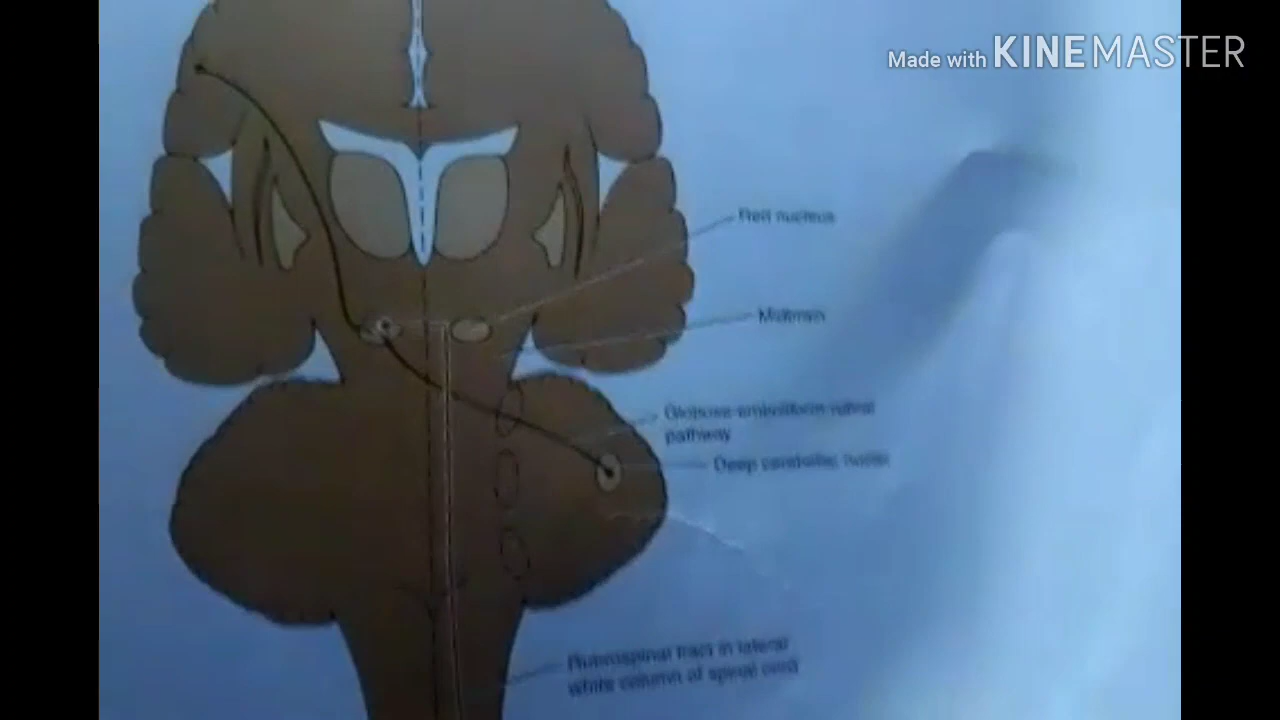 Made with KINEMASTER
Red nucleus
Midbrain
Globose-emboliform-rubral
pathway
Deep cerebellar nuclei
Rubrospinal tract in lateral
white column of spinal cord